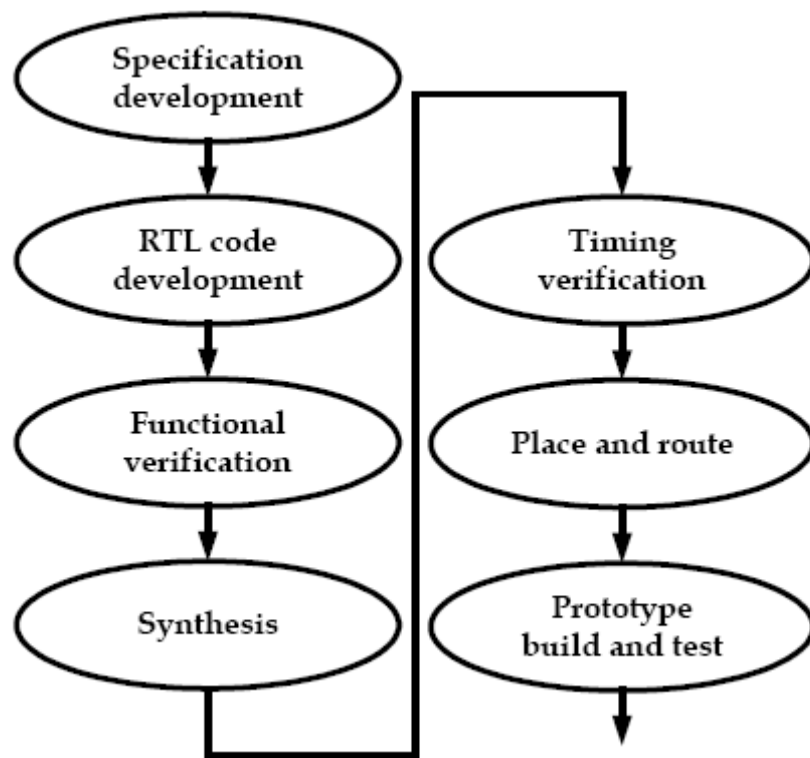 Specification
development
RTL code
development
Functional
verification
Synthesis
Timing
verification
Place and route
Prototype
build and test